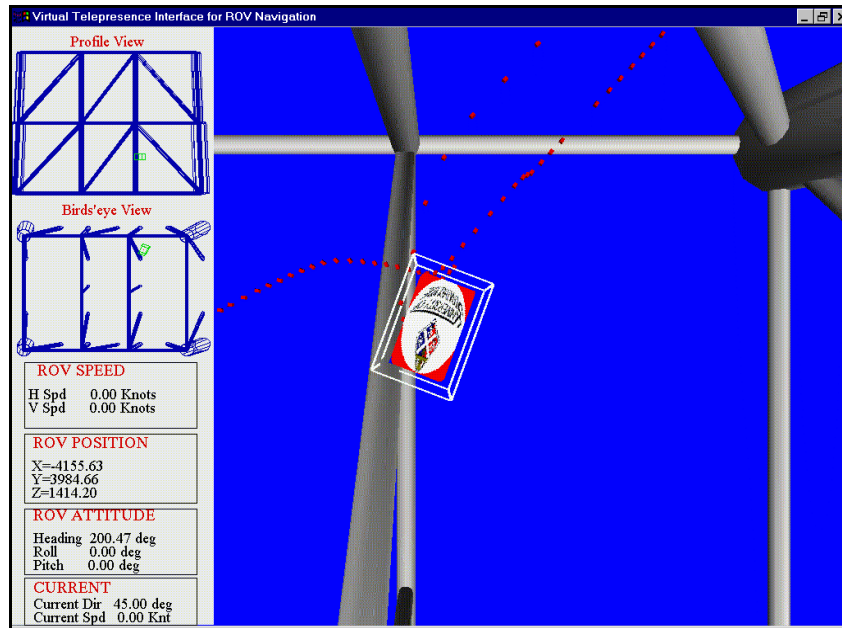 Virtual Telepresence Interface for ROV Navigation
Profile View
Birds'eye View
ROV SPEED
H Spd 0.00 Knots
V Spd 0.00 Knots
ROV POSITION
X=-4155.63
Y=3984.66
Z=1414.20
ROV ATTITUDE
Heading 200.47 deg
Roll 0.00 deg
Pitch 0.00 deg
CURRENT
Current Dir 45.00 deg
Current Spd 0.00 Knt